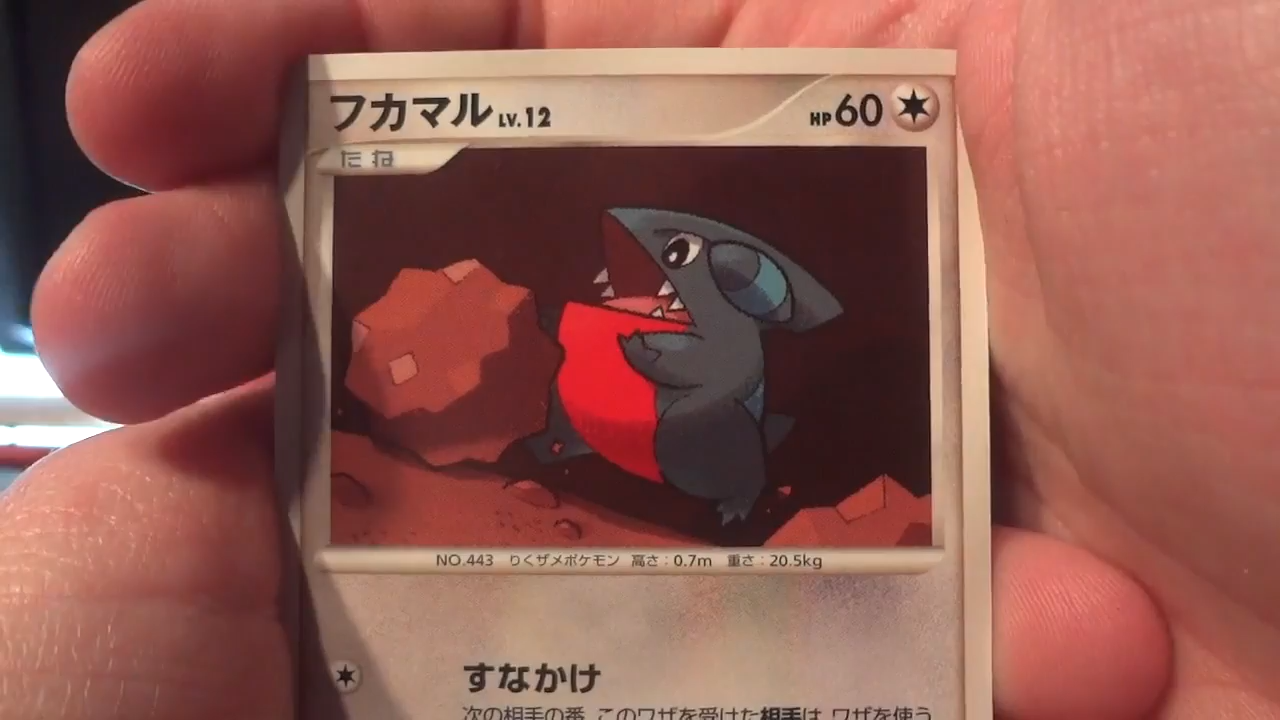 フカマル LV.12 HP60
たね
NO.443 りくザメポケモン 高さ:0.7m 重さ:20.5kg
すなかけ
次の相手の番、このワザを受けた相手は、ワザを使う